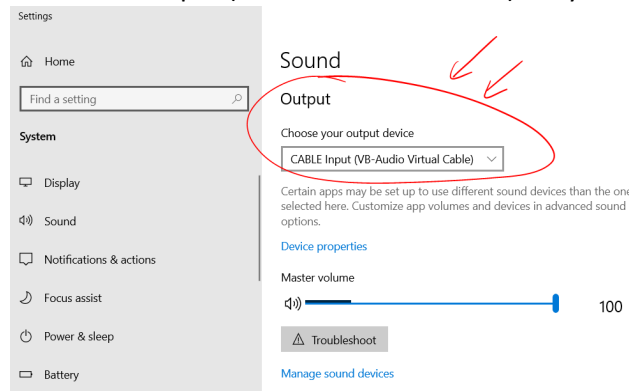 Settings
Home
Find a setting
System
Display
Sound
Notifications & actions
Focus assist
Power & sleep
Battery
Sound
Output
Choose your output device
CABLE Input (VB-Audio Virtual Cable)
Certain apps may be set up to use different sound devices than the one
selected here. Customize app volumes and devices in advanced sound
options.
Device properties
Master volume
100
Troubleshoot
Manage sound devices